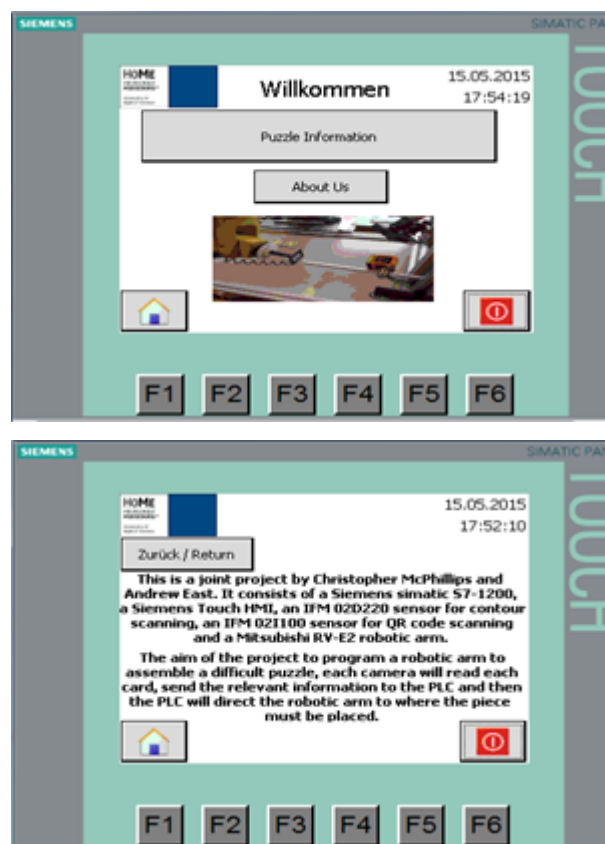 SIEMENS
SIMATIC PA
TOUCH
HOME
Willkommen
15.05.2015
17:54:19
Puzzle Information
About Us
F1 F2 F3 F4 F5 F6
SIEMENS
SIMATIC PA
TOUCH
HOME
15.05.2015
17:52:10
Zurück / Return
This is a joint project by Christopher McPhillips and
Andrew East. It consists of a Siemens simatic S7-1200,
a Siemens Touch HMI, an IFM 02D220 sensor for contour
scanning, an IFM 02I100 sensor for QR code scanning
and a Mitsubishi RV-E2 robotic arm.
The aim of the project to program a robotic arm to
assemble a difficult puzzle, each camera will read each
card, send the relevant information to the PLC and then
the PLC will direct the robotic arm to where the piece
must be placed.
F1 F2 F3 F4 F5 F6